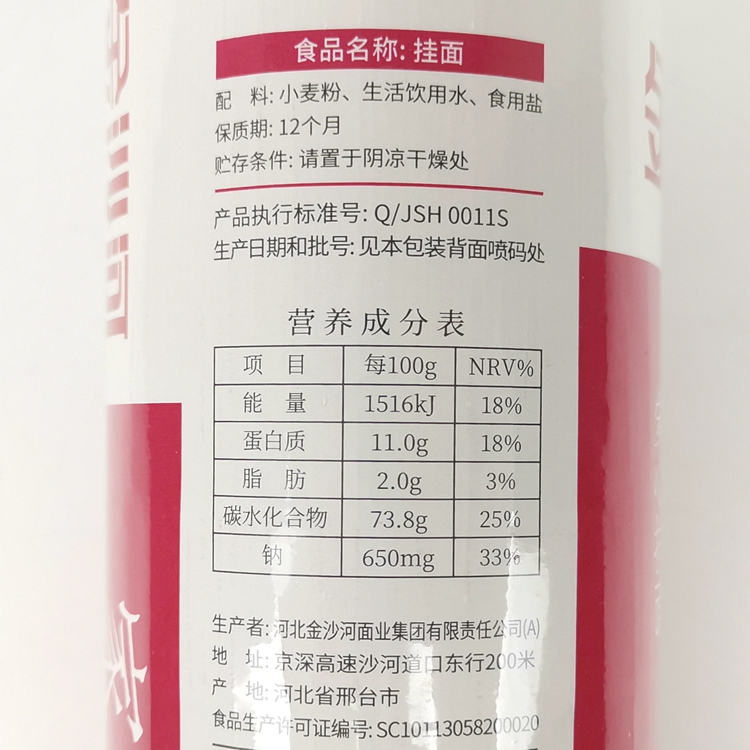 食品名称: 挂面
配 料: 小麦粉、生活饮用水、食用盐
保质期: 12个月
贮存条件: 请置于阴凉干燥处
产品执行标准号: Q/JSH 0011S
生产日期和批号: 见本包装背面喷码处
营养成分表
项 目 每100g NRV%
能 量 1516kJ 18%
蛋白质 11.0g 18%
脂 肪 2.0g 3%
碳水化合物 73.8g 25%
钠 650mg 33%
生产者: 河北金沙河面业集团有限责任公司(A)
地 址: 京深高速沙河道口东行200米
产 地: 河北省邢台市
食品生产许可证编号: SC10113058200020